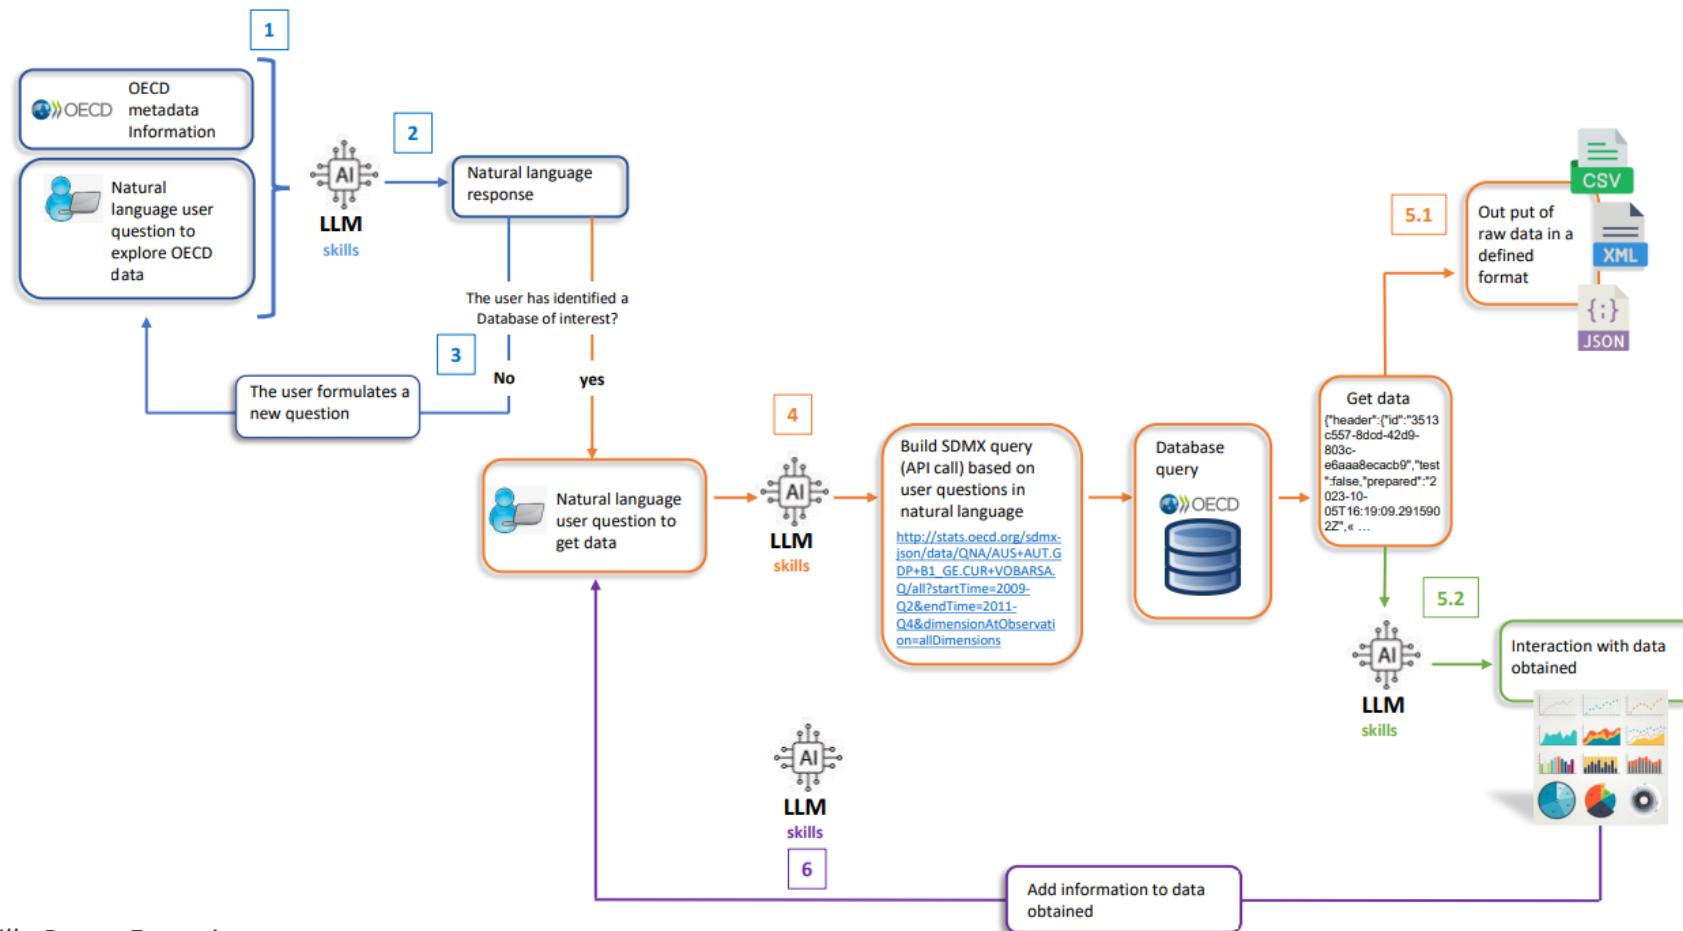 1
OECD
OECD
metadata
Information
Natural
language user
question to
explore OECD
data
AI
LLM
skills
2
Natural language
response
The user has identified a
Database of interest?
3
No
yes
The user formulates a
new question
Natural language
user question to
get data
4
AI
LLM
skills
Build SDMX query
(API call) based on
user questions in
natural language
http://stats.oecd.org/sdmx-
json/data/QNA/AUS+AUT.G
DP+B1_GE.CUR+VOBARSA.
Q/all?startTime=2009-
Q2&endTime=2011-
Q4&dimensionAtObservati
on=allDimensions
Database
query
OECD
Get data
{"header":{"id":"3513
c557-8dcd-42d9-
803c-
e6aaa8ecacb9","test
":false,"prepared":"2
023-10-
05T16:19:09.291590
2Z",« ...
5.1
Out put of
raw data in a
defined
format
CSV
XML
{;}
JSON
5.2
AI
LLM
skills
Interaction with data
obtained
AI
LLM
skills
6
Add information to data
obtained